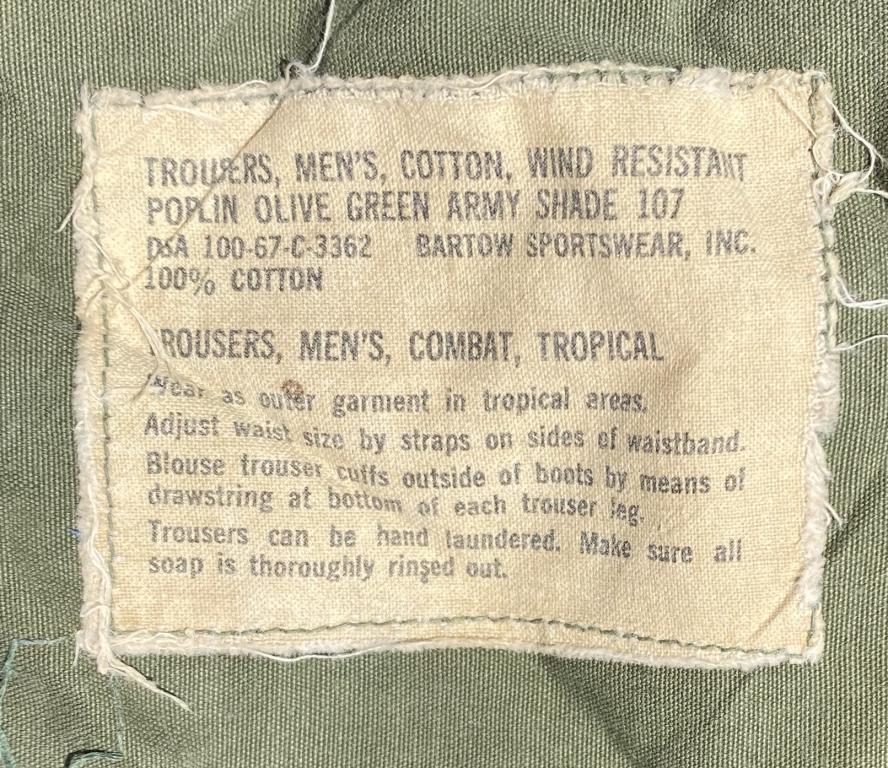 TROUSERS, MEN'S, COTTON, WIND RESISTANT
POPLIN OLIVE GREEN ARMY SHADE 107
DSA 100-67-C-3362 BARTOW SPORTSWEAR, INC.
100% COTTON
TROUSERS, MEN'S, COMBAT, TROPICAL
Wear as outer garment in tropical areas.
Adjust waist size by straps on sides of waistband.
Blouse trouser cuffs outside of boots by means of
drawstring at bottom of each trouser leg.
Trousers can be hand laundered. Make sure all
soap is thoroughly rinsed out.